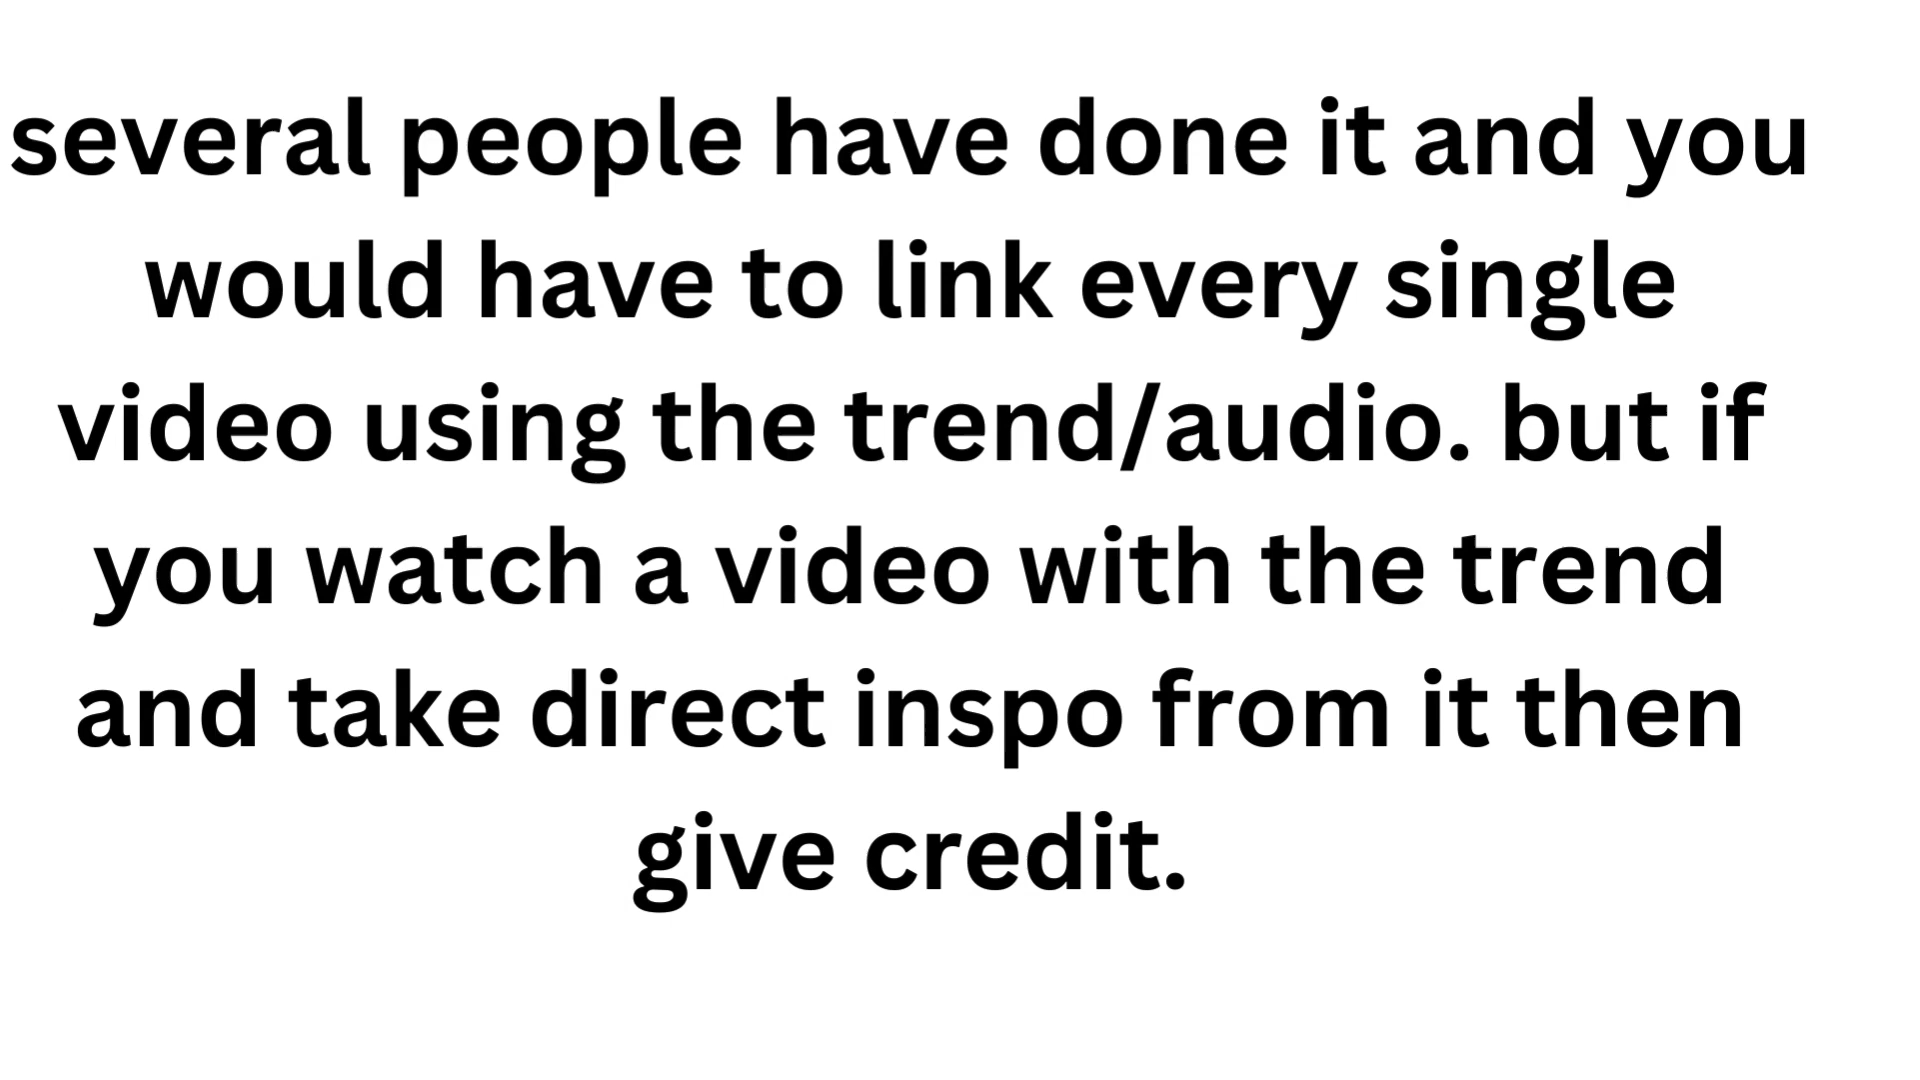 several people have done it and you
would have to link every single
video using the trend/audio. but if
you watch a video with the trend
and take direct inspo from it then
give credit.